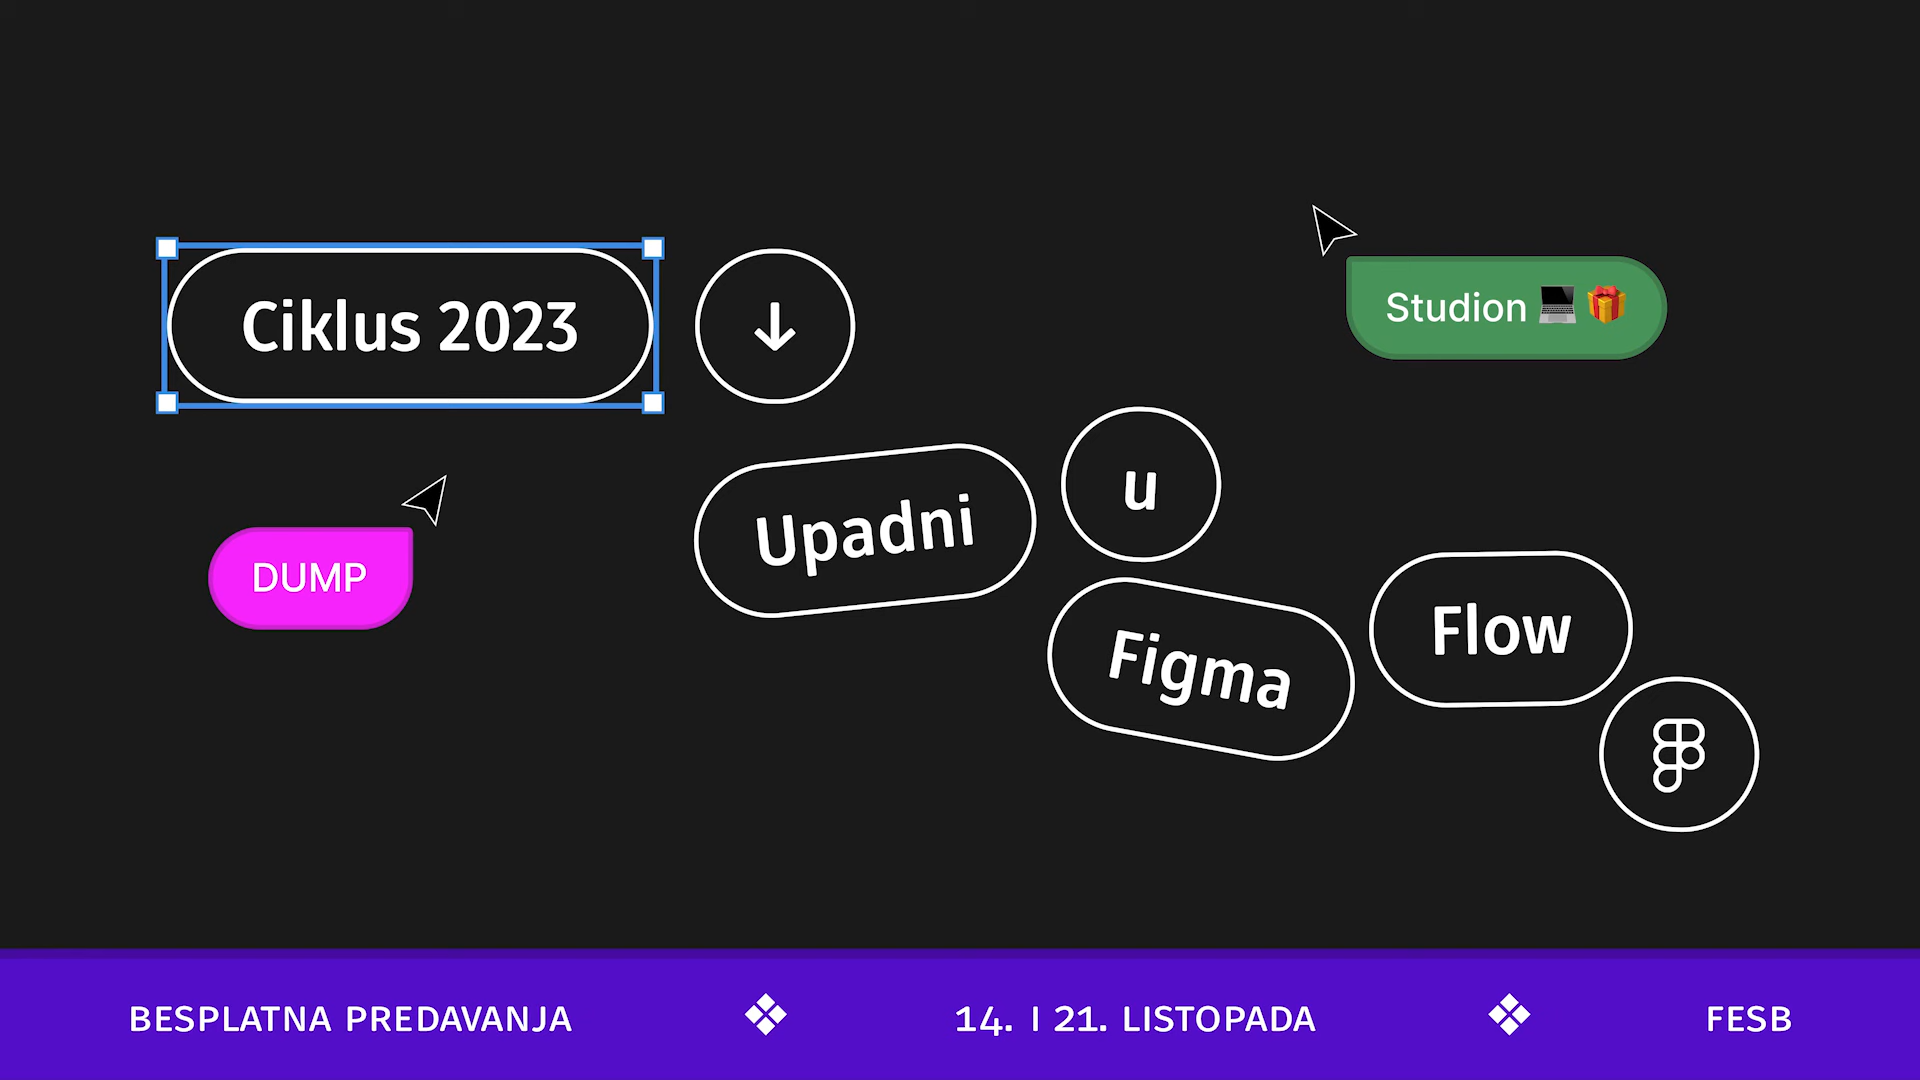 Ciklus 2023
Studion
Upadni
u
DUMP
Figma
Flow
BESPLATNA PREDAVANJA
14. I 21. LISTOPADA
FESB